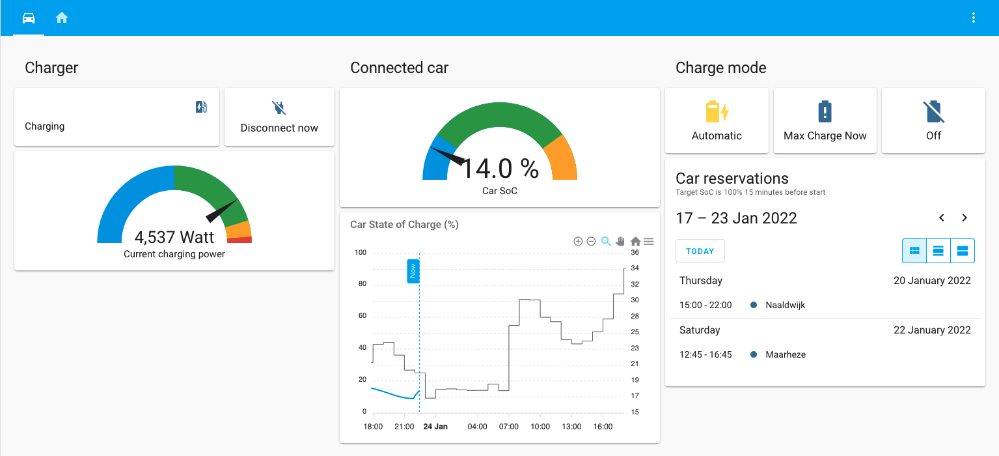 Charger
Charging
Disconnect now
4,537 Watt
Current charging power
Connected car
14.0 %
Car SoC
Car State of Charge (%)
100
80
60
40
20
0
Now
36
34
32
30
28
25
23
21
19
17
15
18:00 21:00 24 Jan 04:00 07:00 10:00 13:00 16:00
Charge mode
Automatic
Max Charge Now
Off
Car reservations
Target SoC is 100% 15 minutes before start
17 – 23 Jan 2022
TODAY
Thursday 20 January 2022
15:00 - 22:00 Naaldwijk
Saturday 22 January 2022
12:45 - 16:45 Maarheze